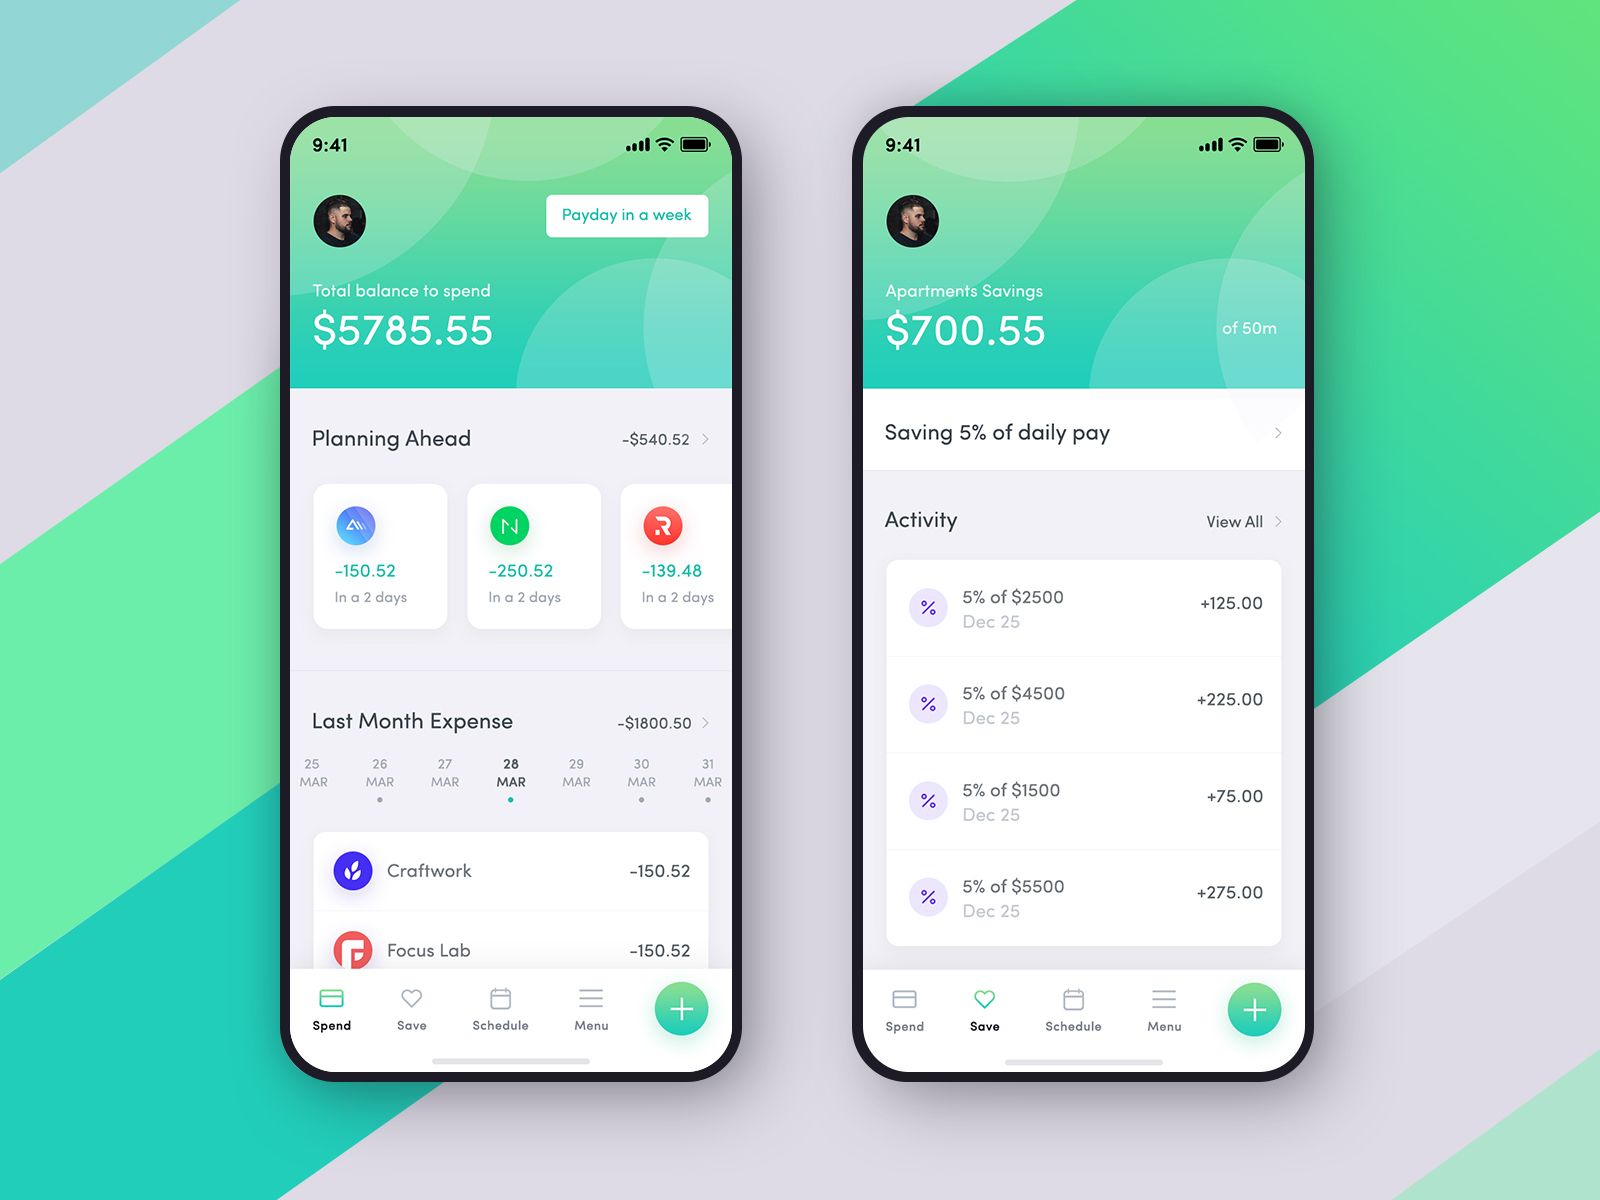 9:41
Payday in a week
Total balance to spend
$5785.55
Planning Ahead
-$540.52
-150.52
In a 2 days
-250.52
In a 2 days
-139.48
In a 2 days
Last Month Expense
-$1800.50
25 MAR
26 MAR
27 MAR
28 MAR
29 MAR
30 MAR
31 MAR
Craftwork
-150.52
Focus Lab
-150.52
Spend
Save
Schedule
Menu
9:41
Apartments Savings
$700.55
of 50m
Saving 5% of daily pay
Activity
View All
5% of $2500
Dec 25
+125.00
5% of $4500
Dec 25
+225.00
5% of $1500
Dec 25
+75.00
5% of $5500
Dec 25
+275.00
Spend
Save
Schedule
Menu